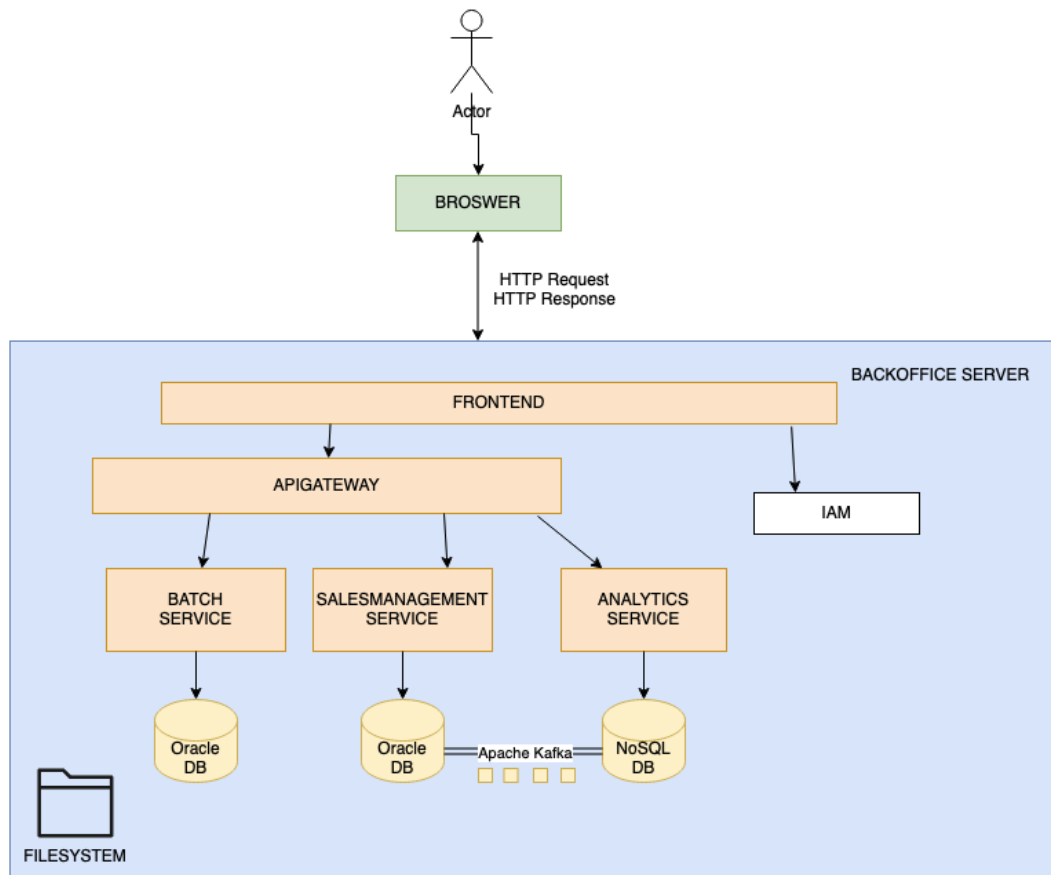 Actor
BROSWER
HTTP Request
HTTP Response
BACKOFFICE SERVER
FRONTEND
APIGATEWAY
IAM
BATCH
SERVICE
SALESMANAGEMENT
SERVICE
ANALYTICS
SERVICE
Oracle
DB
Oracle
DB
Apache Kafka
NoSQL
DB
FILESYSTEM